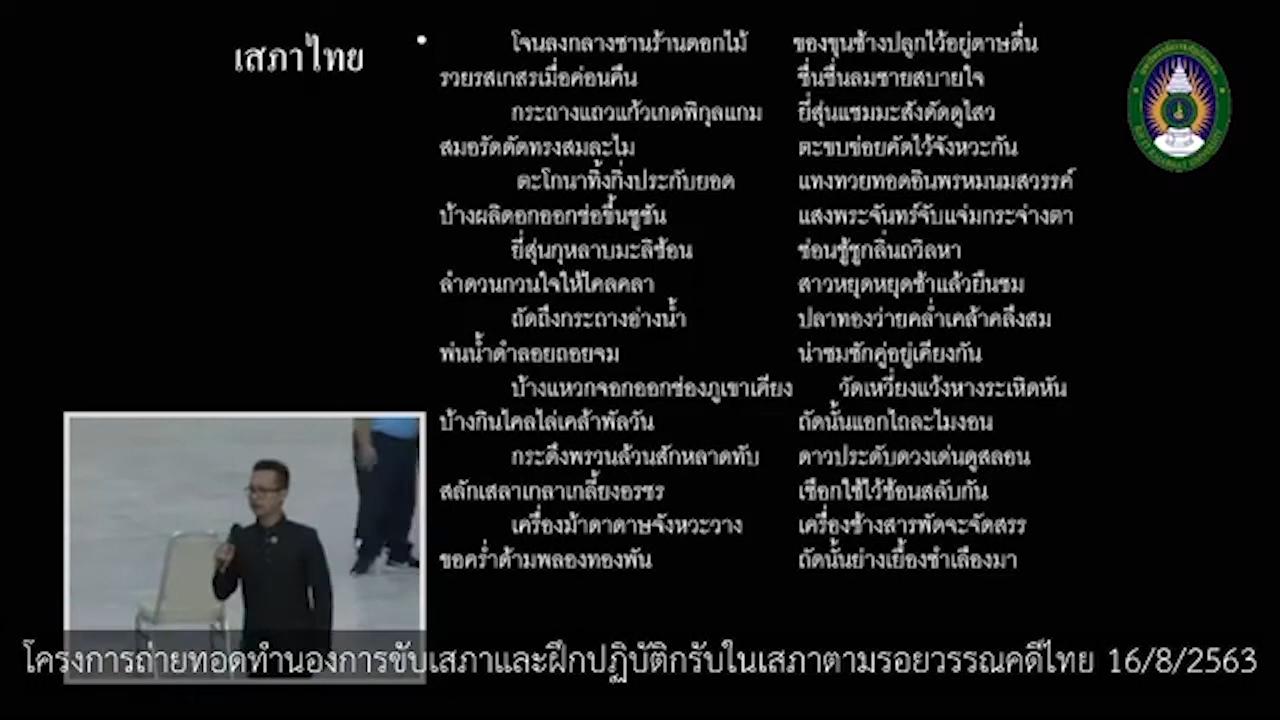 เสภาไทย
• โจนลงกลางชานร้านดอกไม้ ของขุนช้างปลูกไว้อยู่ดาษดื่น
รวยรสเกสรเมื่อค่อนคืน ชื่นชื่นลมชายสบายใจ
กระถางแถวแก้วเกดพิกุลแกม ยี่สุ่นแซมมะสังดัดดูไสว
สมอรัดดัดทรงสมละไม ตะขบข่อยคัดไว้จังหวะกัน
ตะโกนาทิ้งกิ่งประกับยอด แทงทวยทอดอินพรหมนมสวรรค์
บ้างผลิดอกออกช่อขึ้นชูชัน แสงพระจันทร์จับแจ่มกระจ่างตา
ยี่สุ่นกุหลาบมะลิซ้อน ซ่อนชู้ชูกลิ่นถวิลหา
ลำดวนกวนใจให้ไคลคลา สาวหยุดหยุดช้าแล้วยืนชม
ถัดถึงกระถางอ่างน้ำ ปลาทองว่ายคล่ำเคล้าคลึงสม
พ่นน้ำดำลอยถอยจม น่าชมชักคู่อยู่เคียงกัน
บ้างแหวกจอกออกช่องภูเขาเคียง วัดเหวี่ยงแว้งหางระเหิดหัน
บ้างกินไคลไล่เคล้าพัลวัน ถัดนั้นแอกไถละไมงอน
กระดึงพรวนล้วนสักหลาดทับ ดาวประดับดวงเด่นดูสลอน
สลักเสลาเกลาเกลี้ยงอรชร เชือกใช้ไว้ซ้อนสลับกัน
เครื่องม้าดาดาษจังหวะวาง เครื่องช้างสารพัดจะจัดสรร
ขอคร่ำด้ามพลองทองพัน ถัดนั้นย่างเยื้องชำเลืองมา
โครงการถ่ายทอดทำนองการขับเสภาและฝึกปฏิบัติกรับในเสภาตามรอยวรรณคดีไทย 16/8/2563